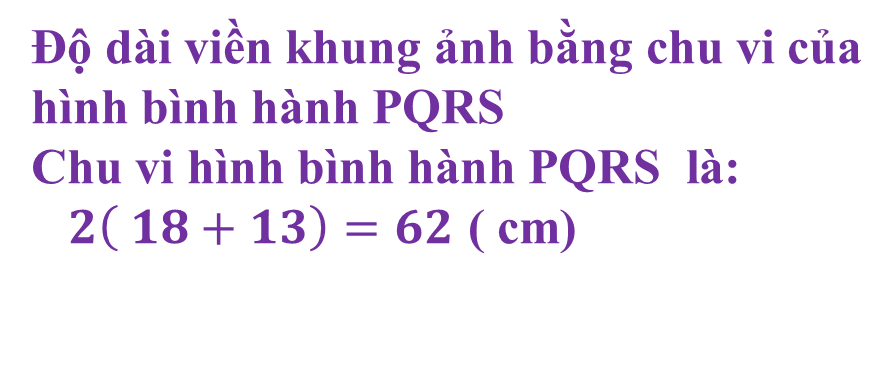 Độ dài viền khung ảnh bằng chu vi của
hình bình hành PQRS
Chu vi hình bình hành PQRS là:
2( 18 + 13) = 62 ( cm)